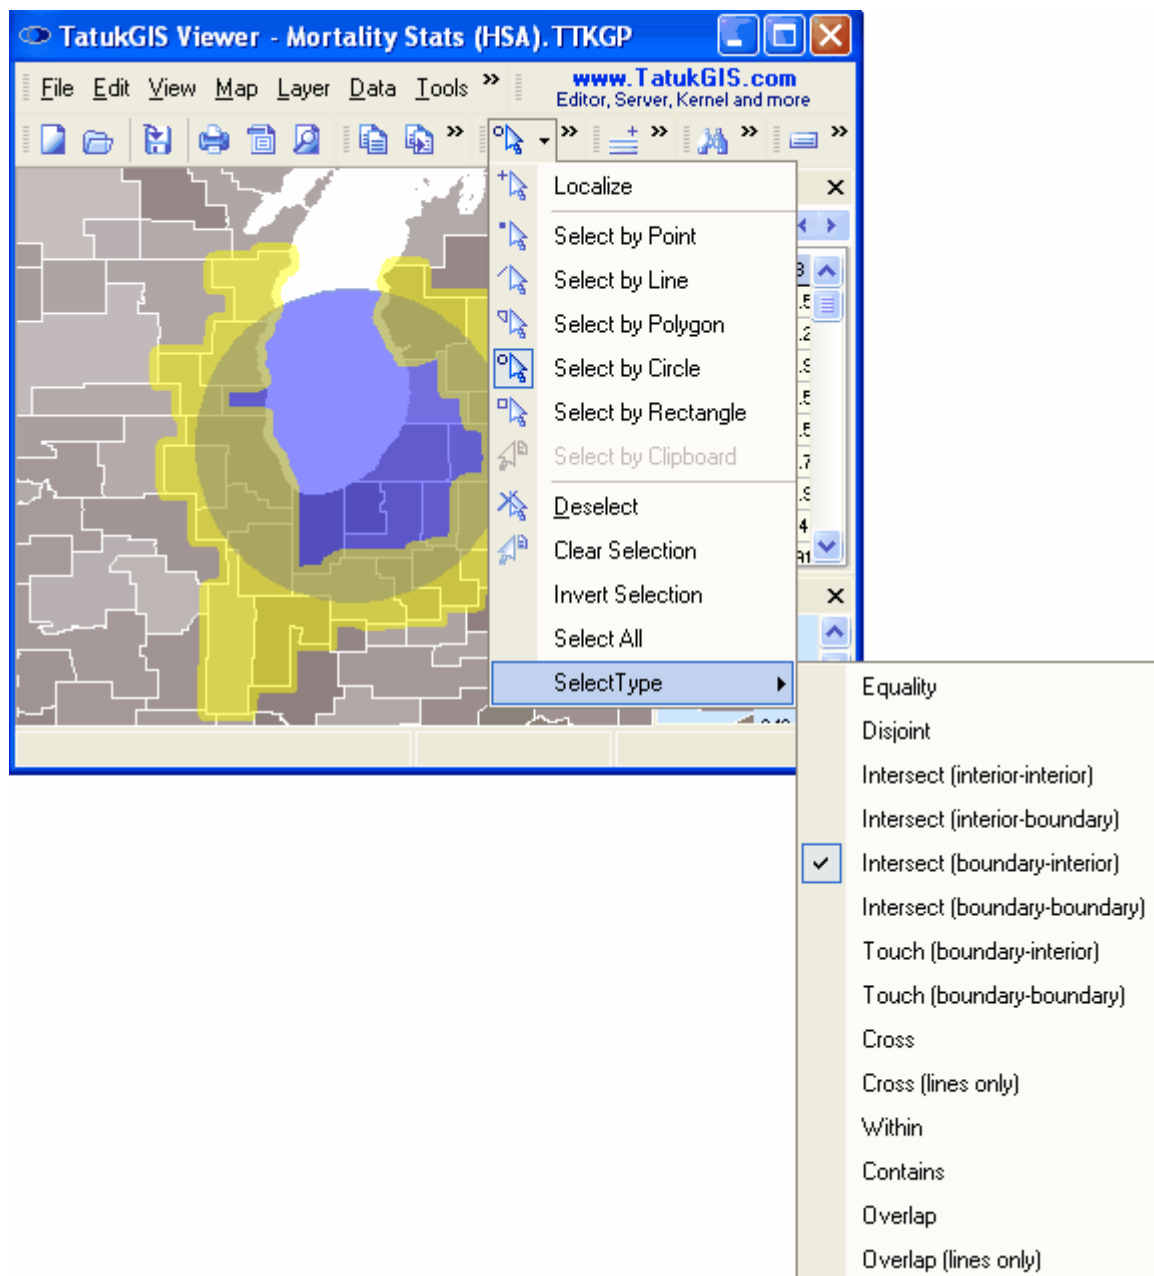 TatukGIS Viewer - Mortality Stats (HSA).TTKGP
File Edit View Map Layer Data Tools »
www.TatukGIS.com
Editor, Server, Kernel and more
Localize
Select by Point
Select by Line
Select by Polygon
Select by Circle
Select by Rectangle
Select by Clipboard
Deselect
Clear Selection
Invert Selection
Select All
SelectType
Equality
Disjoint
Intersect (interior-interior)
Intersect (interior-boundary)
Intersect (boundary-interior)
Intersect (boundary-boundary)
Touch (boundary-interior)
Touch (boundary-boundary)
Cross
Cross (lines only)
Within
Contains
Overlap
Overlap (lines only)